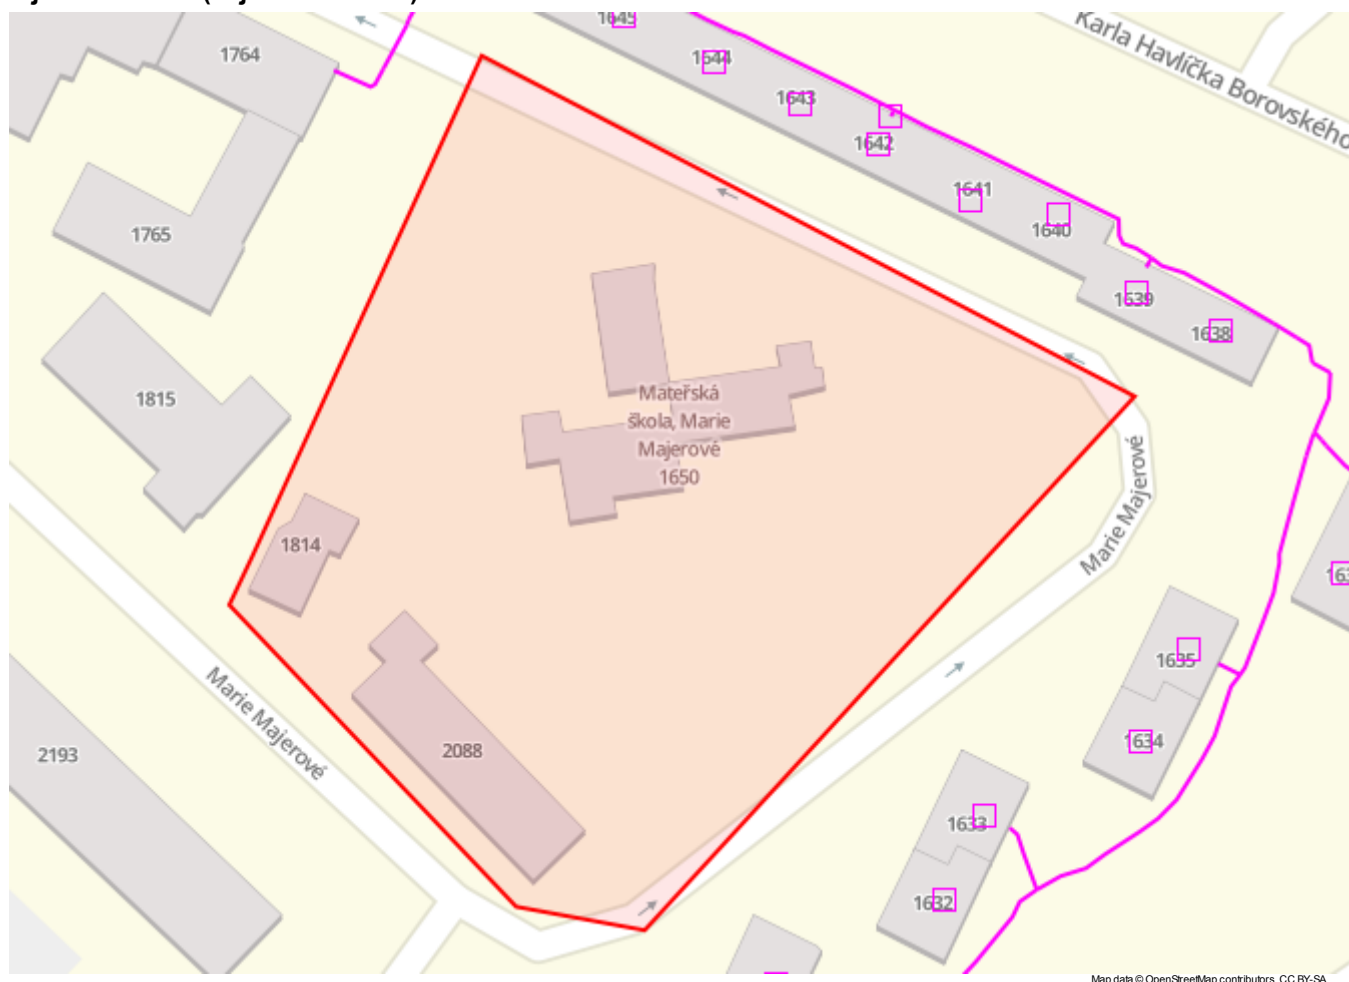 1645
1764
1644
Karla Havlíčka Borovského
1643
1642
1641
1640
1765
1639
1638
1815
Mateřská
škola, Marie
Majerové
1650
Marie Majerové
1814
1635
Marie Majerové
1634
2088
2193
1633
1632
Map data © OpenStreetMap contributors, CC BY-SA